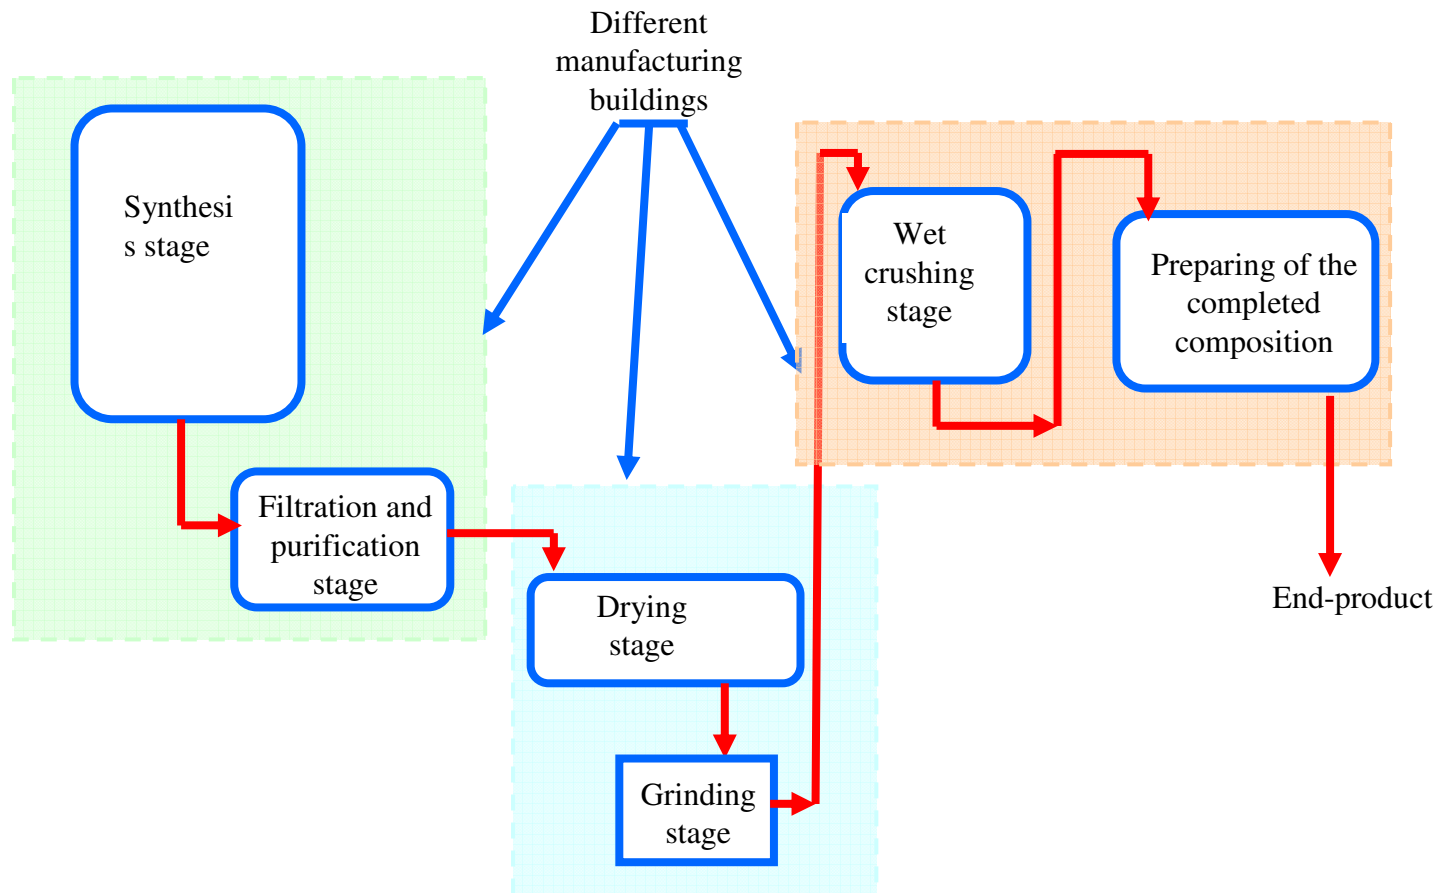 Different
manufacturing
buildings
Synthesi
s stage
Filtration and
purification
stage
Drying
stage
Grinding
stage
Wet
crushing
stage
Preparing of the
completed
composition
End-product